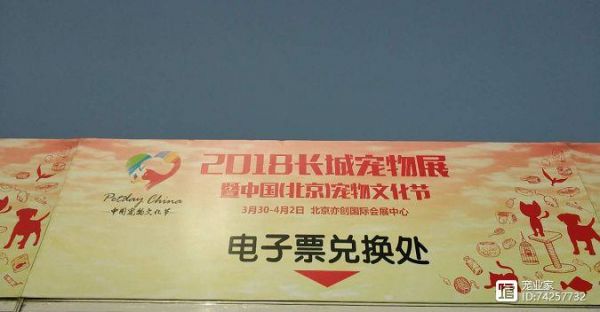 2018长城宠物展
暨中国(北京)宠物文化节
Petday China
中国宠物文化节
3月30-4月2日 北京亦创国际会展中心
电子票兑换处
宠业家
ID:74257732